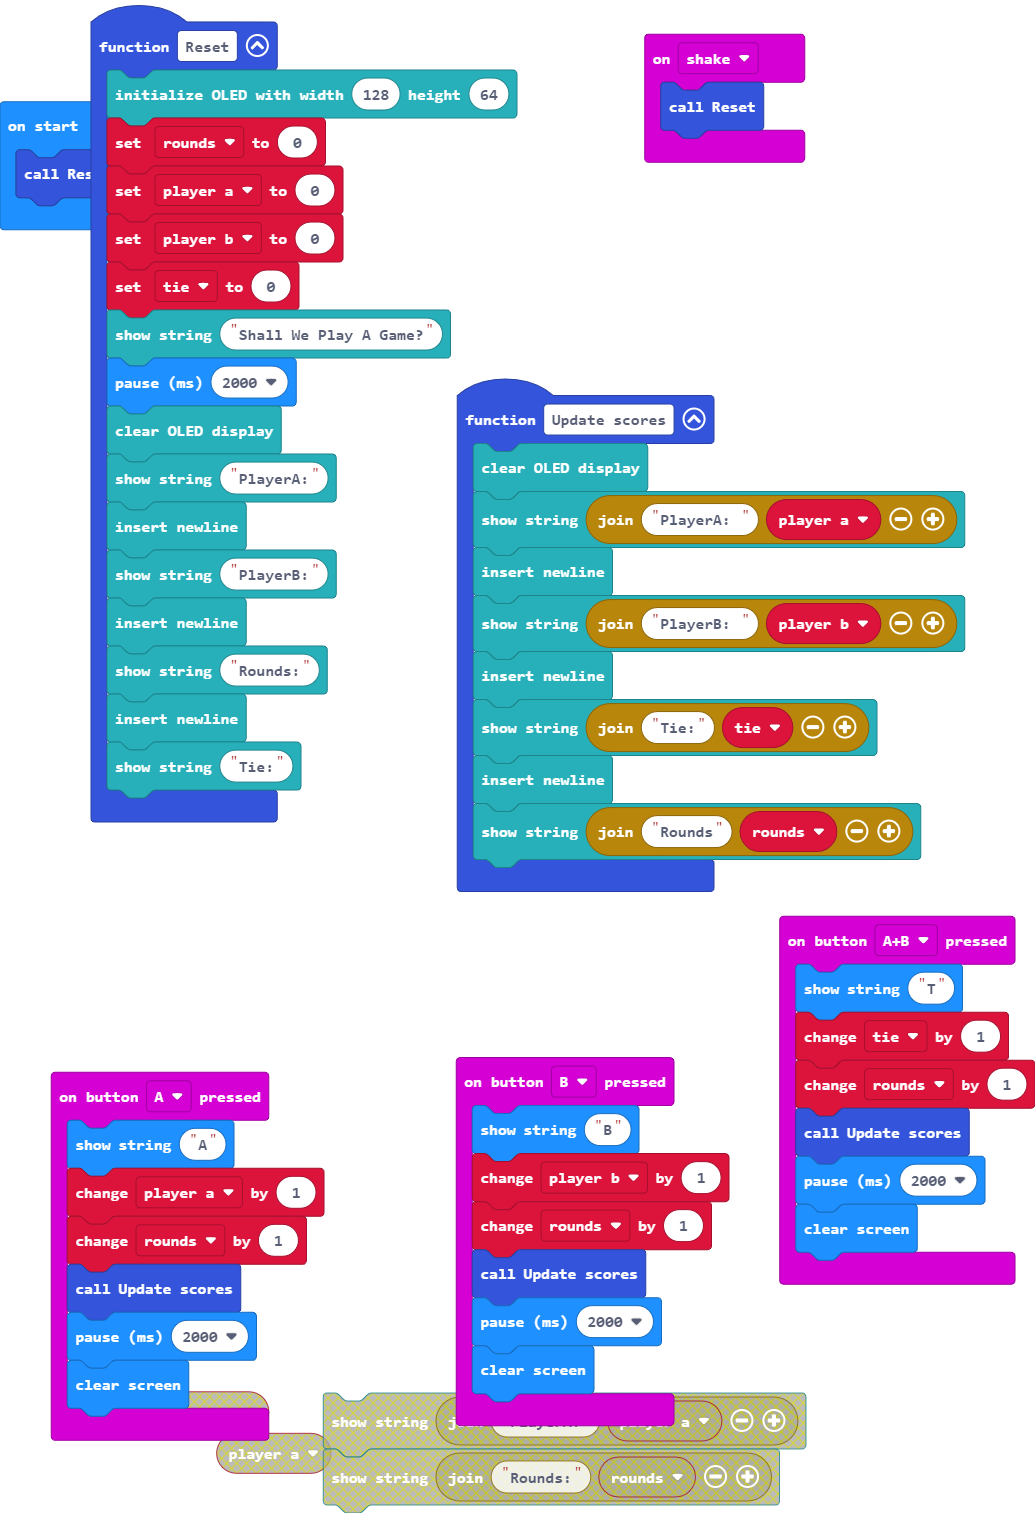 function Reset
initialize OLED with width 128 height 64
on start
call Res
set rounds to 0
set player a to 0
set player b to 0
set tie to 0
show string "Shall We Play A Game?"
pause (ms) 2000
clear OLED display
show string "PlayerA:"
insert newline
show string "PlayerB:"
insert newline
show string "Rounds:"
insert newline
show string "Tie:"
on shake
call Reset
function Update scores
clear OLED display
show string join "PlayerA: " player a
insert newline
show string join "PlayerB: " player b
insert newline
show string join "Tie:" tie
insert newline
show string join "Rounds" rounds
on button A+B pressed
show string "T"
change tie by 1
change rounds by 1
call Update scores
pause (ms) 2000
clear screen
on button A pressed
show string "A"
change player a by 1
change rounds by 1
call Update scores
pause (ms) 2000
clear screen
on button B pressed
show string "B"
change player b by 1
change rounds by 1
call Update scores
pause (ms) 2000
clear screen
player a
show string a
show string join "Rounds:" rounds